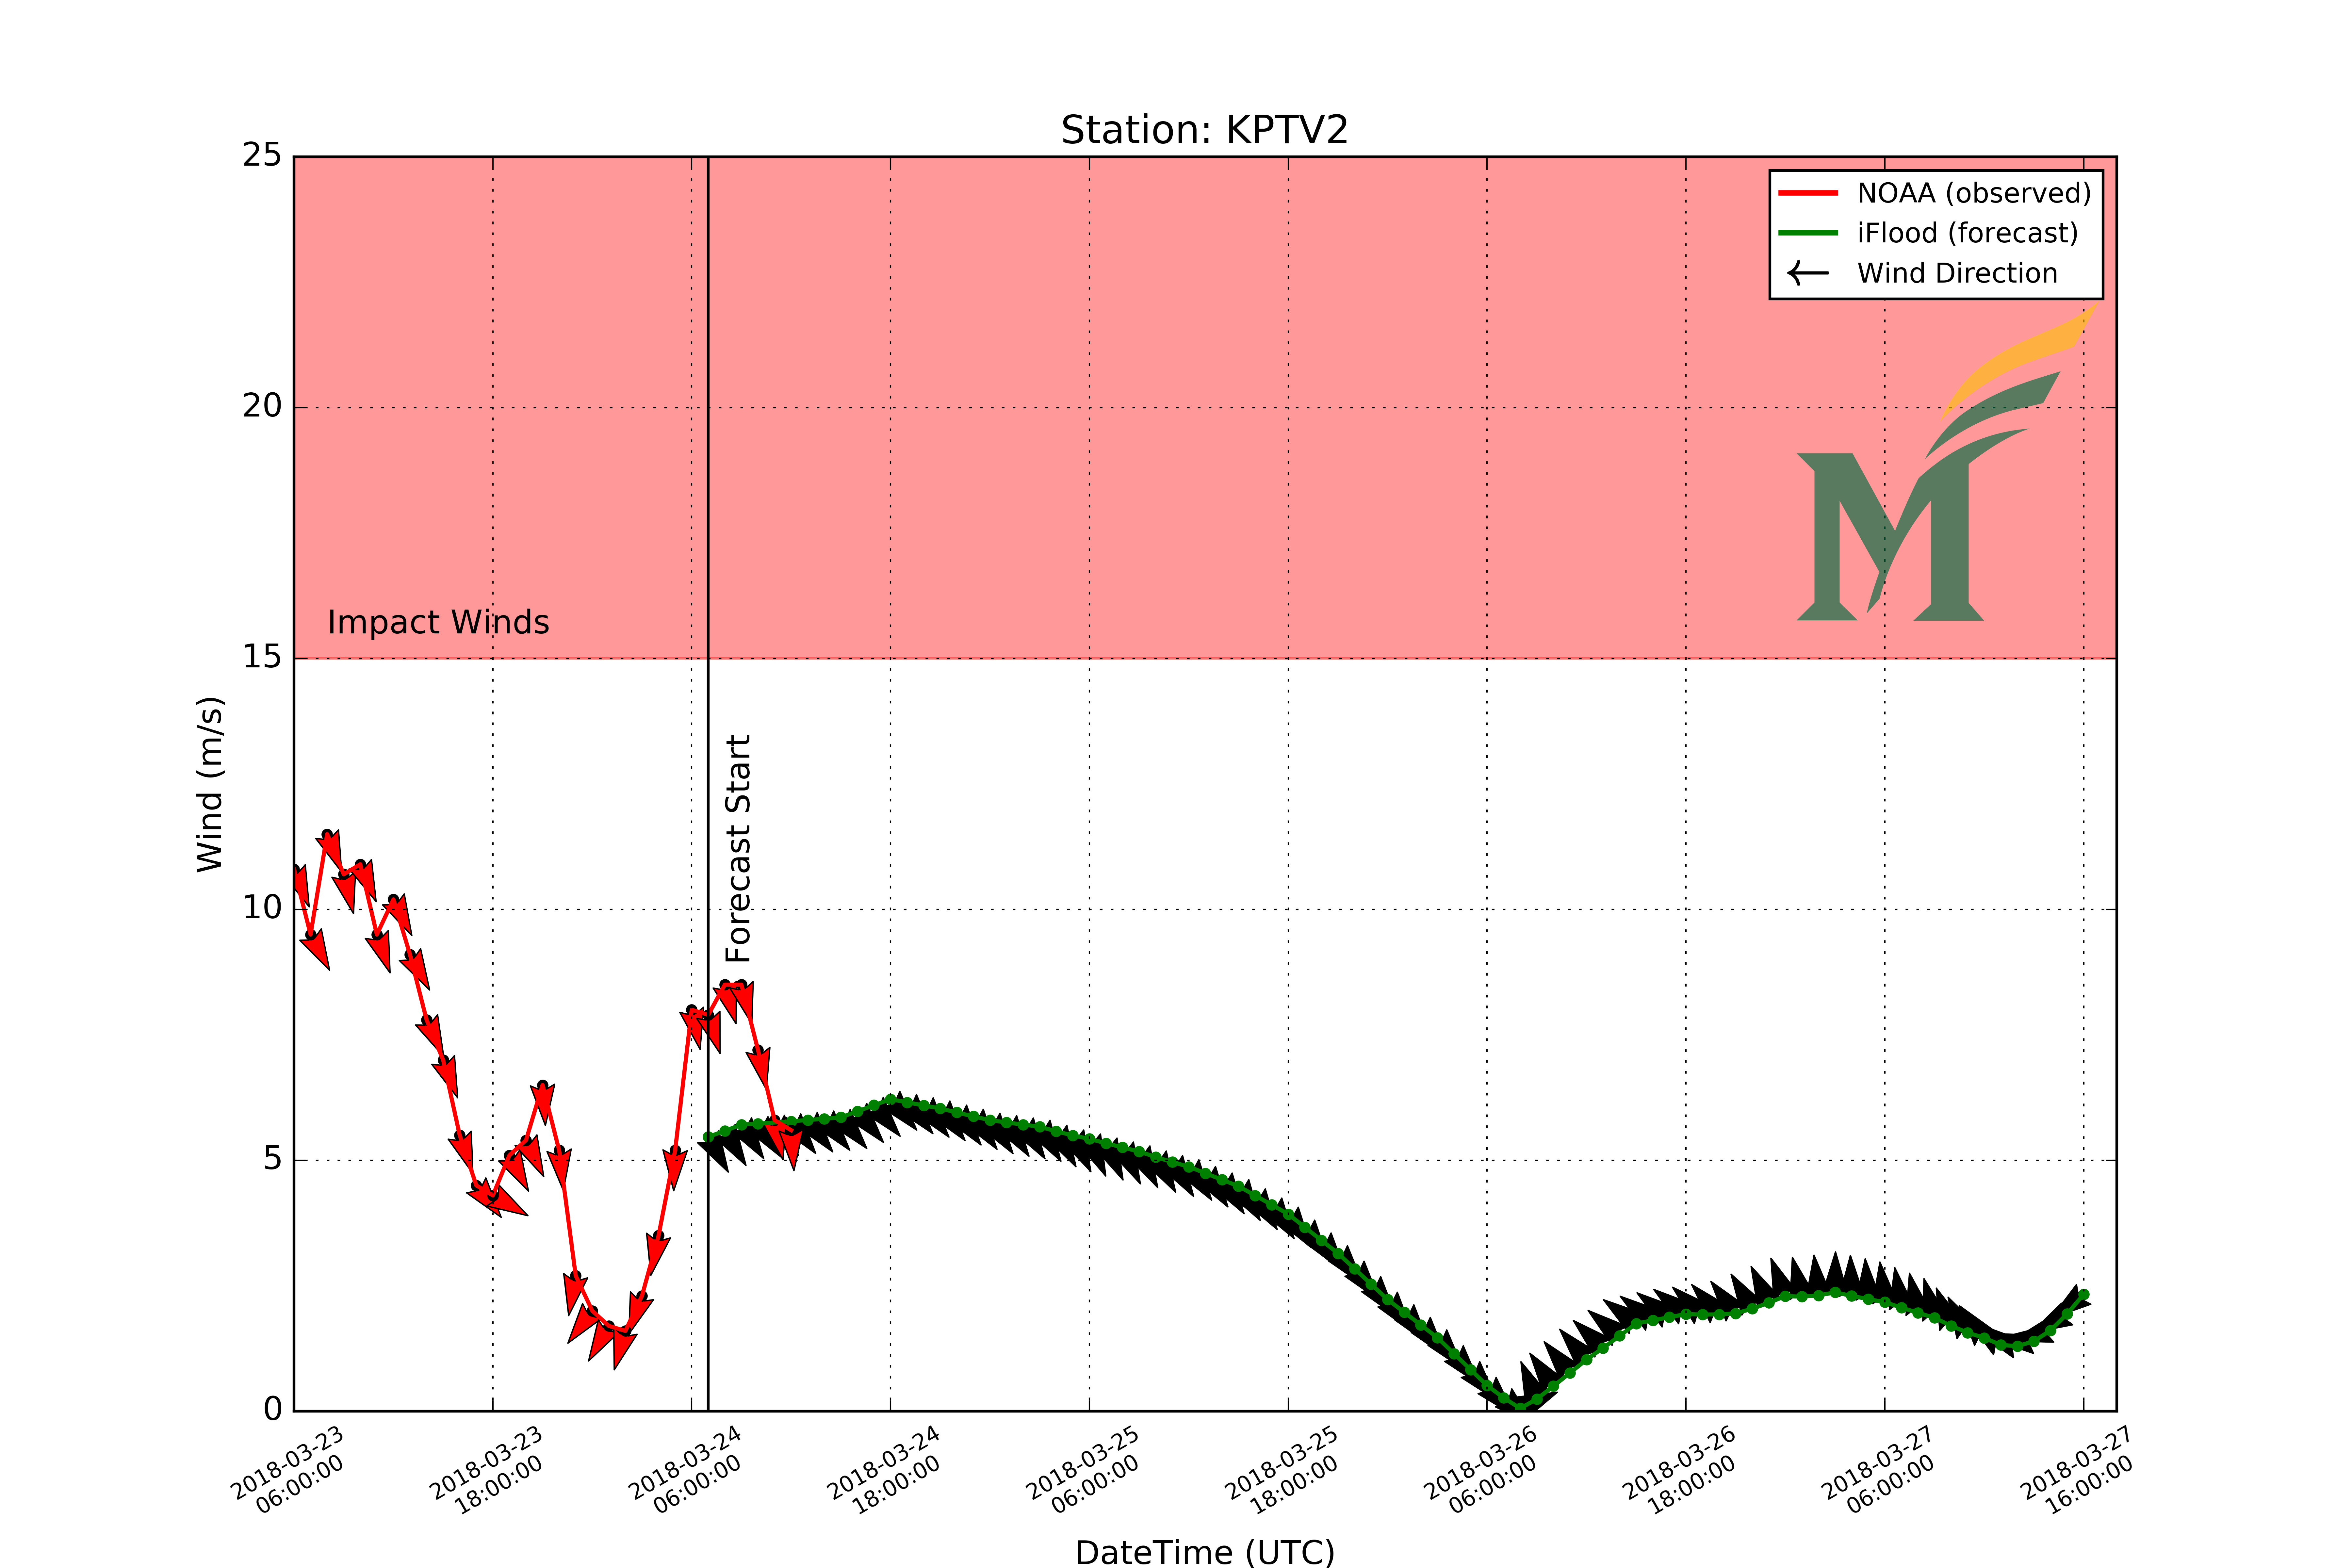 Station: KPTV2
25
20
15
10
5
0
Wind (m/s)
NOAA (observed)
iFlood (forecast)
Wind Direction
Impact Winds
Forecast Start
M
2018-03-23
06:00:00
2018-03-23
18:00:00
2018-03-24
06:00:00
2018-03-24
18:00:00
2018-03-25
06:00:00
2018-03-25
18:00:00
2018-03-26
06:00:00
2018-03-26
18:00:00
2018-03-27
06:00:00
2018-03-27
16:00:00
DateTime (UTC)